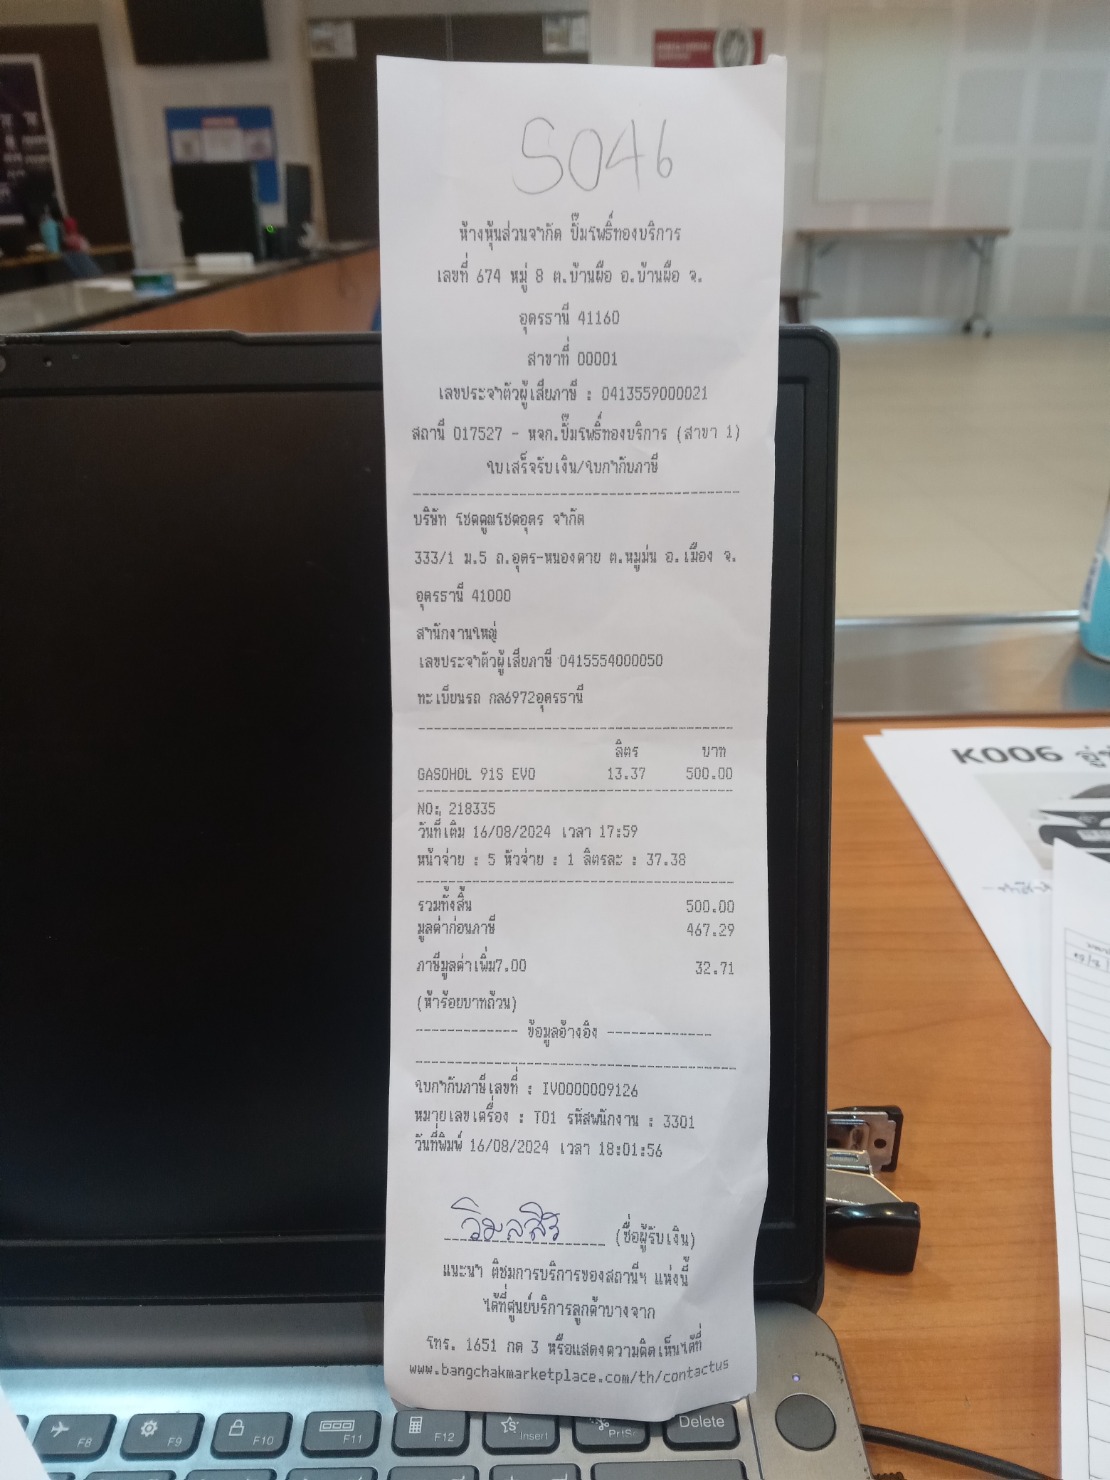 S046
ห้างหุ้นส่วนจำกัด ปั๊มโพธิ์ทองบริการ
เลขที่ 674 หมู่ 8 ต.บ้านผือ อ.บ้านผือ จ.
อุดรธานี 41160
สาขาที่ 00001
เลขประจำตัวผู้เสียภาษี : 0413559000021
สถานี 017527 - หจก.ปั๊มโพธิ์ทองบริการ (สาขา 1)
ใบเสร็จรับเงิน/ใบกำกับภาษี
บริษัท โชคคูณโชคอุดร จำกัด
333/1 ม.5 ถ.อุดร-หนองคาย ต.หมูม่น อ.เมือง จ.
อุดรธานี 41000
สำนักงานใหญ่
เลขประจำตัวผู้เสียภาษี 0415554000050
ทะเบียนรถ กล6972อุดรธานี
ลิตร บาท
GASOHOL 91S EVO 13.37 500.00
NO: 218335
วันที่เติม 16/08/2024 เวลา 17:59
หน้าจ่าย : 5 หัวจ่าย : 1 ลิตรละ : 37.38
รวมทั้งสิ้น 500.00
มูลค่าก่อนภาษี 467.29
ภาษีมูลค่าเพิ่ม7.00 32.71
(ห้าร้อยบาทถ้วน)
------------- ข้อมูลอ้างอิง -------------
ใบกำกับภาษีเลขที่ : IV0000009126
หมายเลขเครื่อง : T01 รหัสพนักงาน : 3301
วันที่พิมพ์ 16/08/2024 เวลา 18:01:56
วิมลสิริ (ชื่อผู้รับเงิน)
แนะนำ ติชมการบริการของสถานีฯ แห่งนี้
ได้ที่ศูนย์บริการลูกค้าบางจาก
โทร. 1651 กด 3 หรือแสดงความคิดเห็นได้ที่
www.bangchakmarketplace.com/th/contactus
K006
F8
F9
F10
F11
F12
Insert
PrtSc
Delete